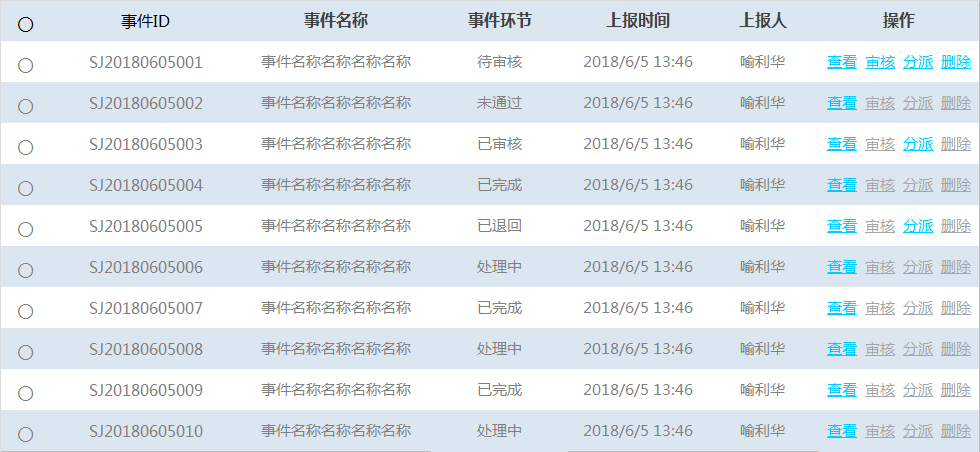 事件ID 事件名称 事件环节 上报时间 上报人 操作
SJ20180605001 事件名称名称名称名称 待审核 2018/6/5 13:46 喻利华 查看 审核 分派 删除
SJ20180605002 事件名称名称名称名称 未通过 2018/6/5 13:46 喻利华 查看 审核 分派 删除
SJ20180605003 事件名称名称名称名称 已审核 2018/6/5 13:46 喻利华 查看 审核 分派 删除
SJ20180605004 事件名称名称名称名称 已完成 2018/6/5 13:46 喻利华 查看 审核 分派 删除
SJ20180605005 事件名称名称名称名称 已退回 2018/6/5 13:46 喻利华 查看 审核 分派 删除
SJ20180605006 事件名称名称名称名称 处理中 2018/6/5 13:46 喻利华 查看 审核 分派 删除
SJ20180605007 事件名称名称名称名称 已完成 2018/6/5 13:46 喻利华 查看 审核 分派 删除
SJ20180605008 事件名称名称名称名称 处理中 2018/6/5 13:46 喻利华 查看 审核 分派 删除
SJ20180605009 事件名称名称名称名称 已完成 2018/6/5 13:46 喻利华 查看 审核 分派 删除
SJ20180605010 事件名称名称名称名称 处理中 2018/6/5 13:46 喻利华 查看 审核 分派 删除